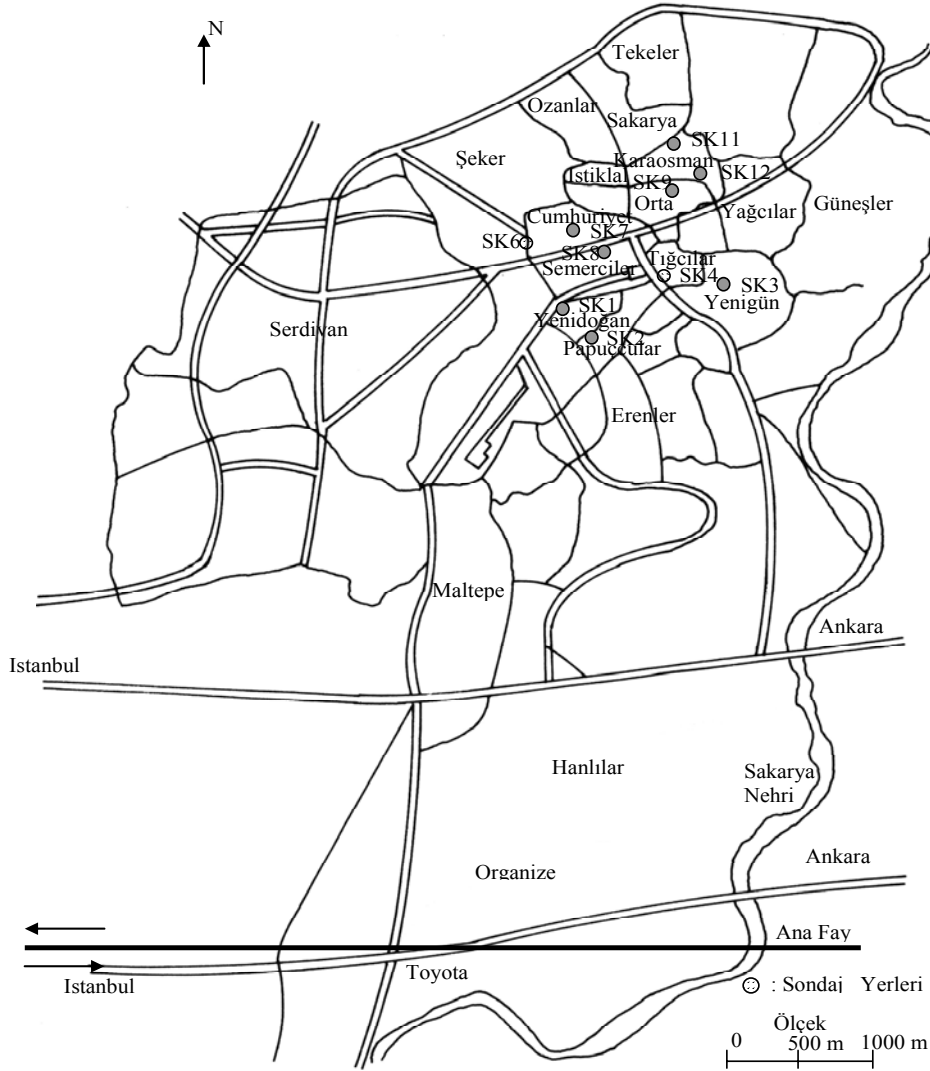 N
Tekeler
Ozanlar
Sakarya
SK11
Şeker
Karaosman
Istiklal
SK12
SK9
Orta
Yağcılar
Güneşler
Cumhuriyet
SK7
SK6
SK8
Semerciler
Tığcılar
SK4
SK3
Yenigün
SK1
Yenidoğan
SK2
Papuccular
Serdivan
Erenler
Maltepe
Ankara
Istanbul
Hanlılar
Sakarya
Nehri
Ankara
Organize
Ana Fay
Toyota
Istanbul
: Sondaj Yerleri
Ölçek
0 500 m 1000 m